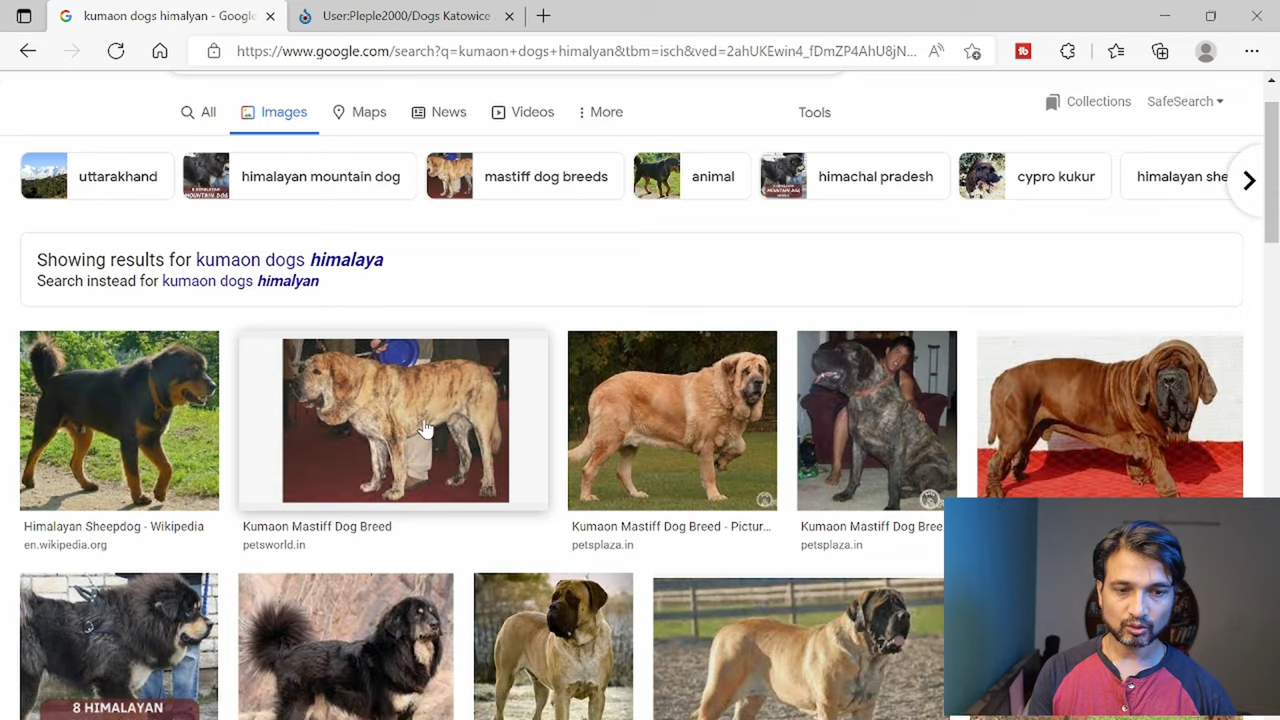 kumaon dogs himalyan - Google
User:Pleple2000/Dogs Katowice
https://www.google.com/search?q=kumaon+dogs+himalyan&tbm=isch&ved=2ahUKEwin4_fDmZP4AhU8jN...
All
Images
Maps
News
Videos
More
Tools
Collections
SafeSearch
uttarakhand
himalayan mountain dog
mastiff dog breeds
animal
himachal pradesh
cypro kukur
himalayan she
Showing results for kumaon dogs himalaya
Search instead for kumaon dogs himalyan
Himalayan Sheepdog - Wikipedia
en.wikipedia.org
Kumaon Mastiff Dog Breed
petsworld.in
Kumaon Mastiff Dog Breed - Pictur...
petsplaza.in
Kumaon Mastiff Dog Bree
petsplaza.in
8 HIMALAYAN